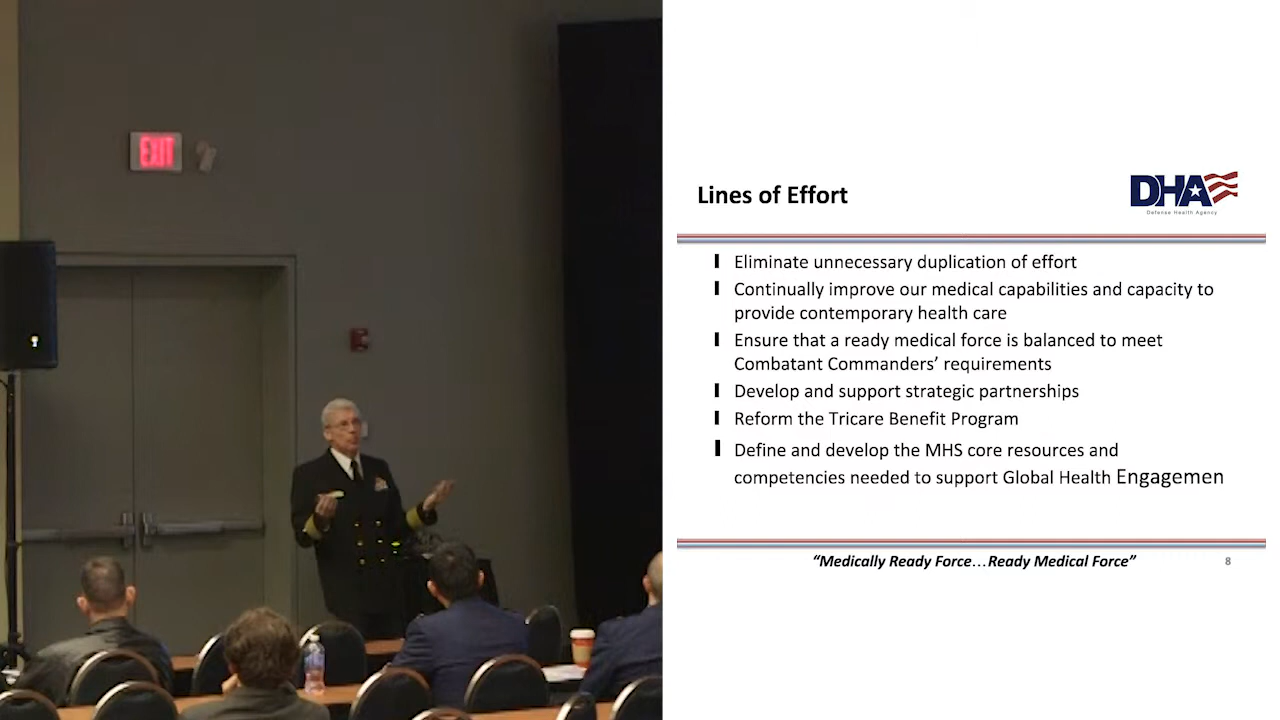 EXIT
Lines of Effort
DHA
Defense Health Agency
Eliminate unnecessary duplication of effort
Continually improve our medical capabilities and capacity to
provide contemporary health care
Ensure that a ready medical force is balanced to meet
Combatant Commanders’ requirements
Develop and support strategic partnerships
Reform the Tricare Benefit Program
Define and develop the MHS core resources and
competencies needed to support Global Health Engagemen
“Medically Ready Force…Ready Medical Force”
8